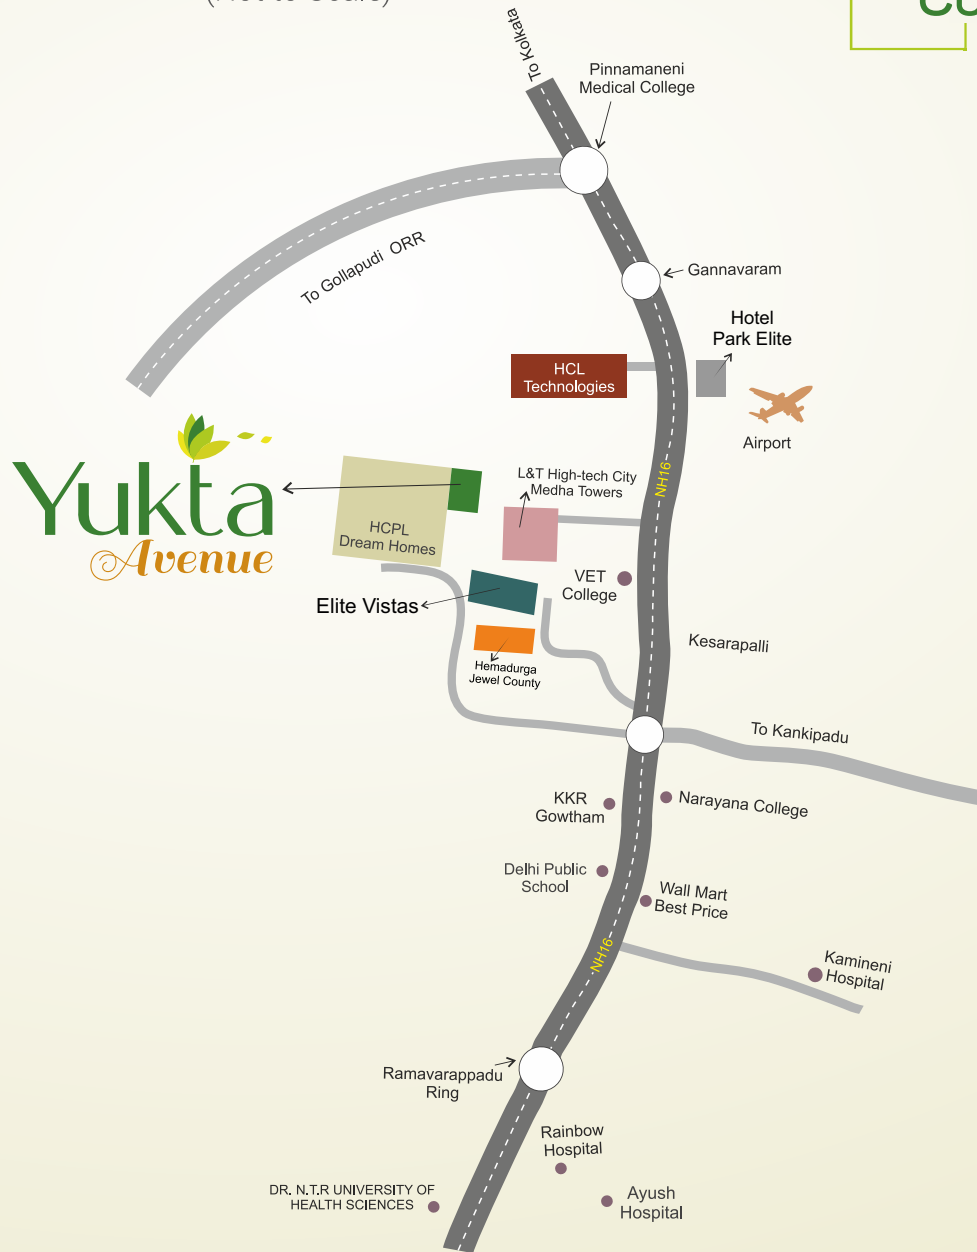 (Not to Scale)
To Kolkata
Pinnamaneni
Medical College
To Gollapudi ORR
Gannavaram
Hotel
Park Elite
HCL
Technologies
Airport
NH16
Yukta
Avenue
L&T High-tech City
Medha Towers
HCPL
Dream Homes
VET
College
Elite Vistas
Kesarapalli
Hemadurga
Jewel County
To Kankipadu
KKR
Gowtham
Narayana College
Delhi Public
School
Wall Mart
Best Price
NH16
Kamineni
Hospital
Ramavarappadu
Ring
Rainbow
Hospital
DR. N.T.R UNIVERSITY OF
HEALTH SCIENCES
Ayush
Hospital